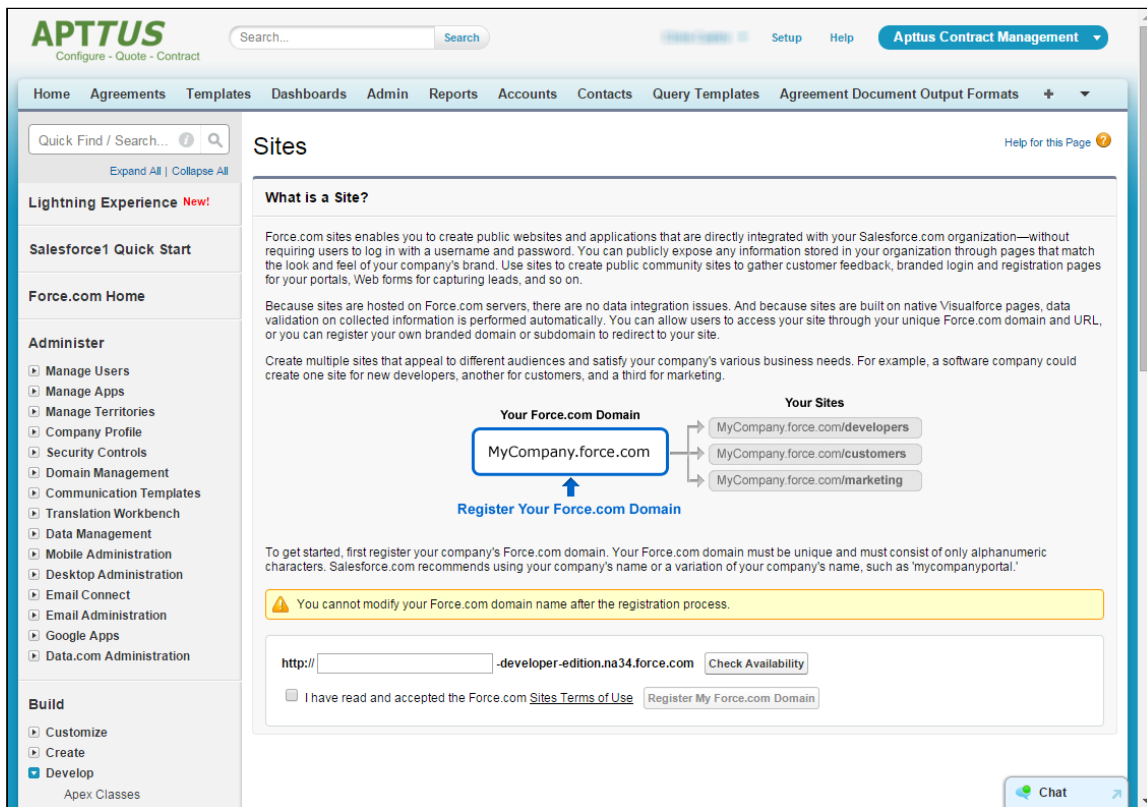 APTTUS
Configure - Quote - Contract
Search...
Search
Setup
Help
Apttus Contract Management
Home Agreements Templates Dashboards Admin Reports Accounts Contacts Query Templates Agreement Document Output Formats +
Quick Find / Search...
Expand All | Collapse All
Lightning Experience New!
Salesforce1 Quick Start
Force.com Home
Administer
Manage Users
Manage Apps
Manage Territories
Company Profile
Security Controls
Domain Management
Communication Templates
Translation Workbench
Data Management
Mobile Administration
Desktop Administration
Email Connect
Email Administration
Google Apps
Data.com Administration
Build
Customize
Create
Develop
Apex Classes
Sites
Help for this Page
What is a Site?
Force.com sites enables you to create public websites and applications that are directly integrated with your Salesforce.com organization—without
requiring users to log in with a username and password. You can publicly expose any information stored in your organization through pages that match
the look and feel of your company's brand. Use sites to create public community sites to gather customer feedback, branded login and registration pages
for your portals, Web forms for capturing leads, and so on.
Because sites are hosted on Force.com servers, there are no data integration issues. And because sites are built on native Visualforce pages, data
validation on collected information is performed automatically. You can allow users to access your site through your unique Force.com domain and URL,
or you can register your own branded domain or subdomain to redirect to your site.
Create multiple sites that appeal to different audiences and satisfy your company's various business needs. For example, a software company could
create one site for new developers, another for customers, and a third for marketing.
Your Force.com Domain
MyCompany.force.com
Register Your Force.com Domain
Your Sites
MyCompany.force.com/developers
MyCompany.force.com/customers
MyCompany.force.com/marketing
To get started, first register your company's Force.com domain. Your Force.com domain must be unique and must consist of only alphanumeric
characters. Salesforce.com recommends using your company's name or a variation of your company's name, such as 'mycompanyportal.'
You cannot modify your Force.com domain name after the registration process.
http:// -developer-edition.na34.force.com Check Availability
I have read and accepted the Force.com Sites Terms of Use Register My Force.com Domain
Chat